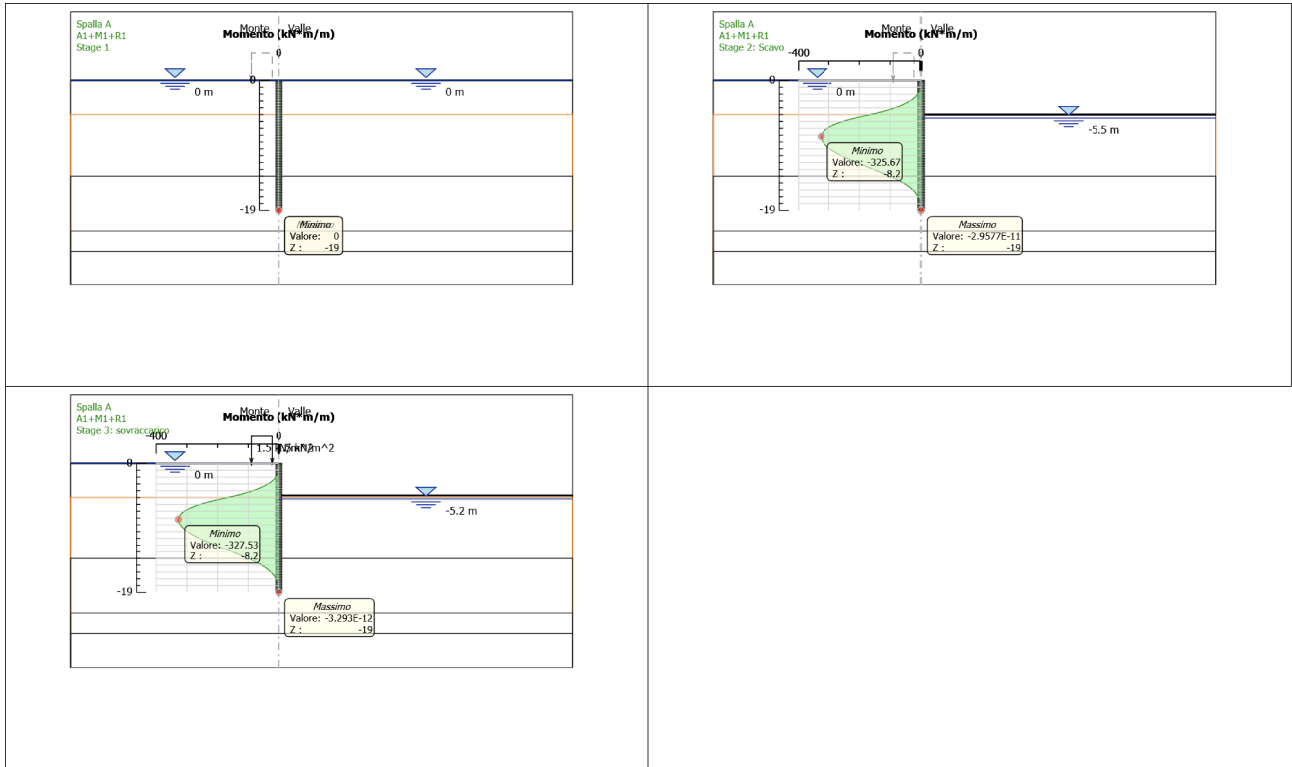 Spalla A
A1+M1+R1
Stage 1
Monte Valle
Momento (kN*m/m)
0
0
0 m
0 m
-19
Minimo
Valore: 0
Z : -19
Spalla A
A1+M1+R1
Stage 2: Scavo
Monte Valle
Momento (kN*m/m)
-400
0
0
0 m
-5.5 m
Minimo
Valore: -325.67
Z : -8.2
-19
Massimo
Valore: -2.9577E-11
Z : -19
Spalla A
A1+M1+R1
Stage 3: sovraccarico
Monte Valle
Momento (kN*m/m)
-400
0
0
0 m
-5.2 m
Minimo
Valore: -327.53
Z : -8.2
-19
Massimo
Valore: -3.293E-12
Z : -19